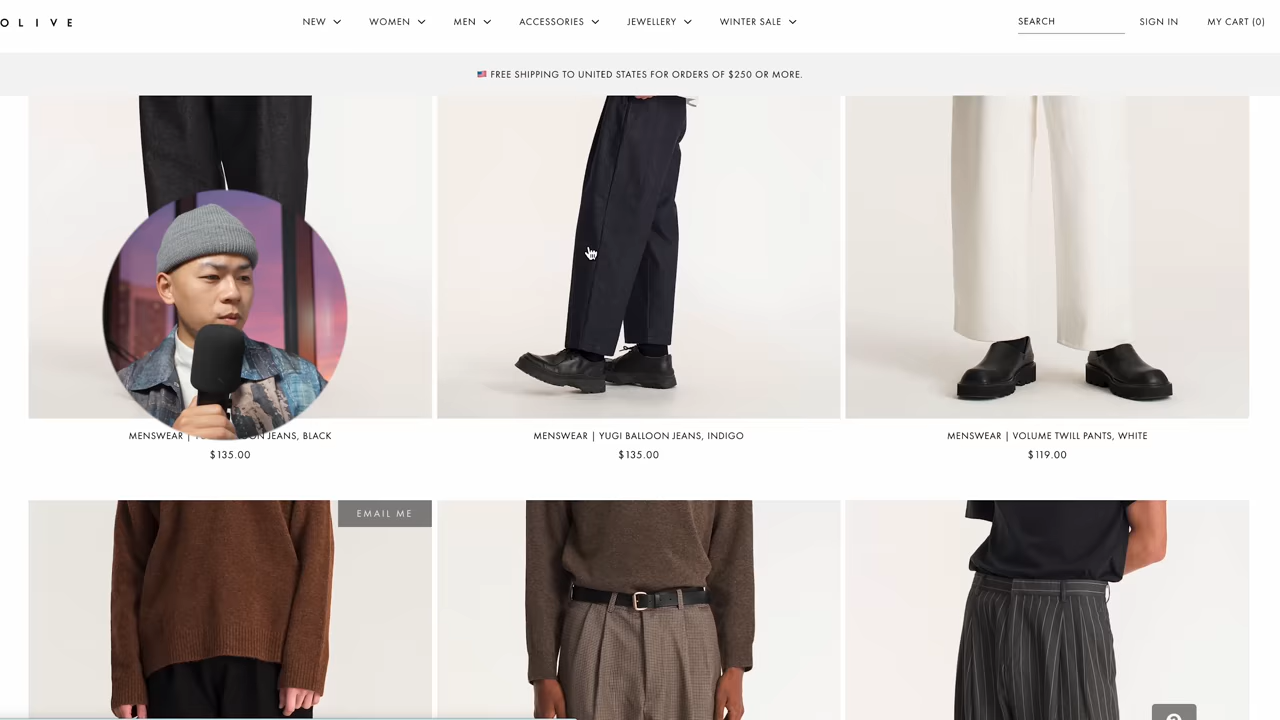 OLIVE
NEW WOMEN MEN ACCESSORIES JEWELLERY WINTER SALE SEARCH SIGN IN MY CART (0)
FREE SHIPPING TO UNITED STATES FOR ORDERS OF $250 OR MORE.
MENSWEAR | JEANS, BLACK
$135.00
MENSWEAR | YUGI BALLOON JEANS, INDIGO
$135.00
MENSWEAR | VOLUME TWILL PANTS, WHITE
$119.00
EMAIL ME